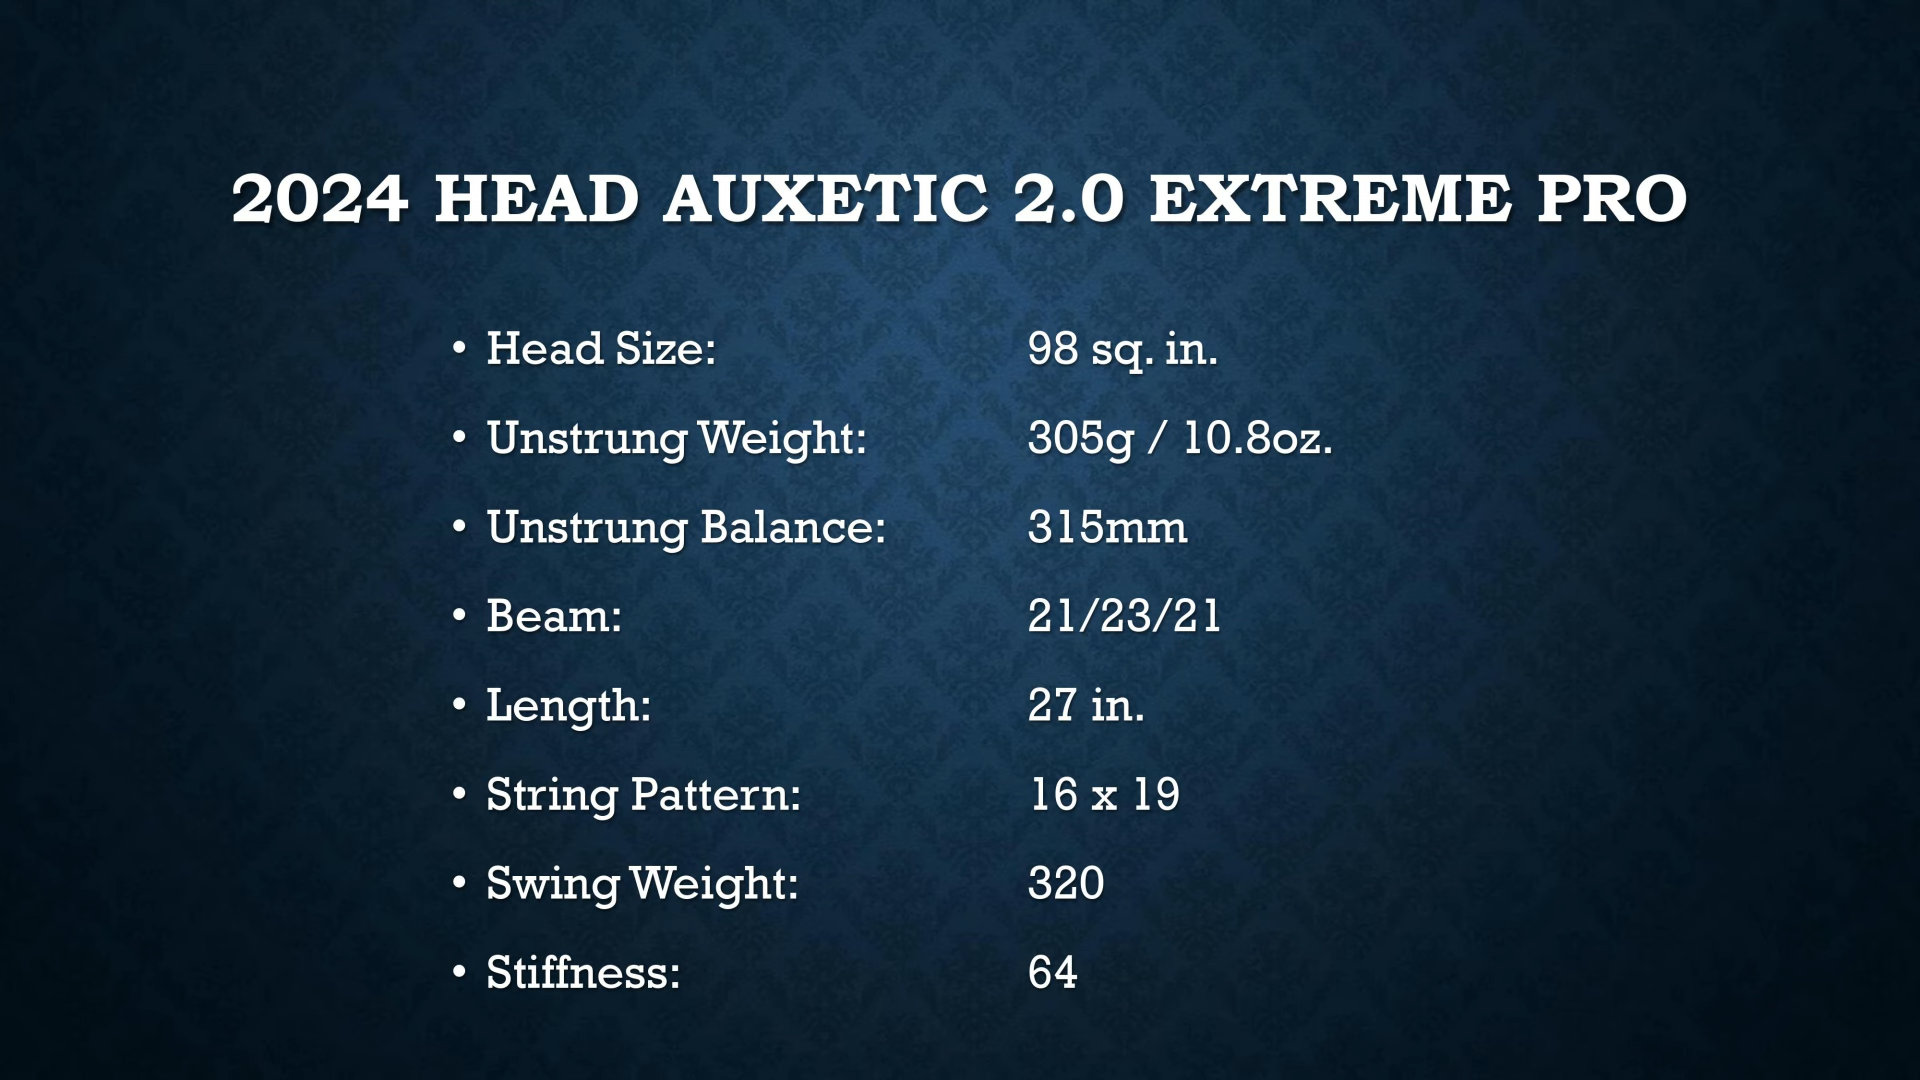 2024 HEAD AUXETIC 2.0 EXTREME PRO
• Head Size: 98 sq. in.
• Unstrung Weight: 305g / 10.8oz.
• Unstrung Balance: 315mm
• Beam: 21/23/21
• Length: 27 in.
• String Pattern: 16 x 19
• Swing Weight: 320
• Stiffness: 64